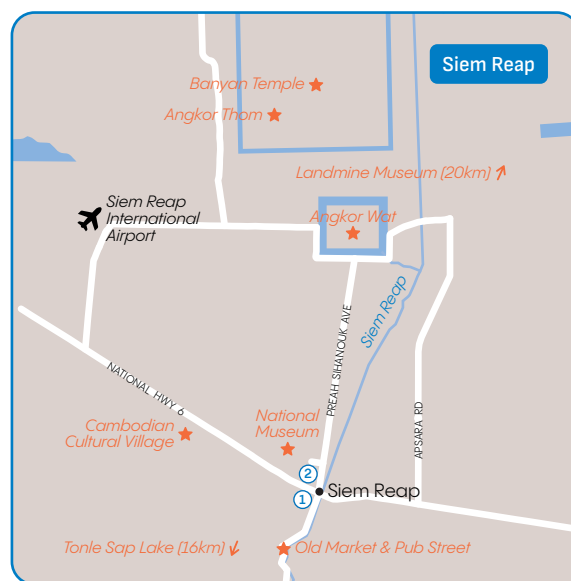 Siem Reap
Banyan Temple
Angkor Thom
Landmine Museum (20km)
Siem Reap
International
Airport
Angkor Wat
Siem Reap
PREAH SIHANOUK AVE
NATIONAL HWY 6
APSARA RD
Cambodian
Cultural Village
National
Museum
2
1
Siem Reap
Tonle Sap Lake (16km)
Old Market & Pub Street